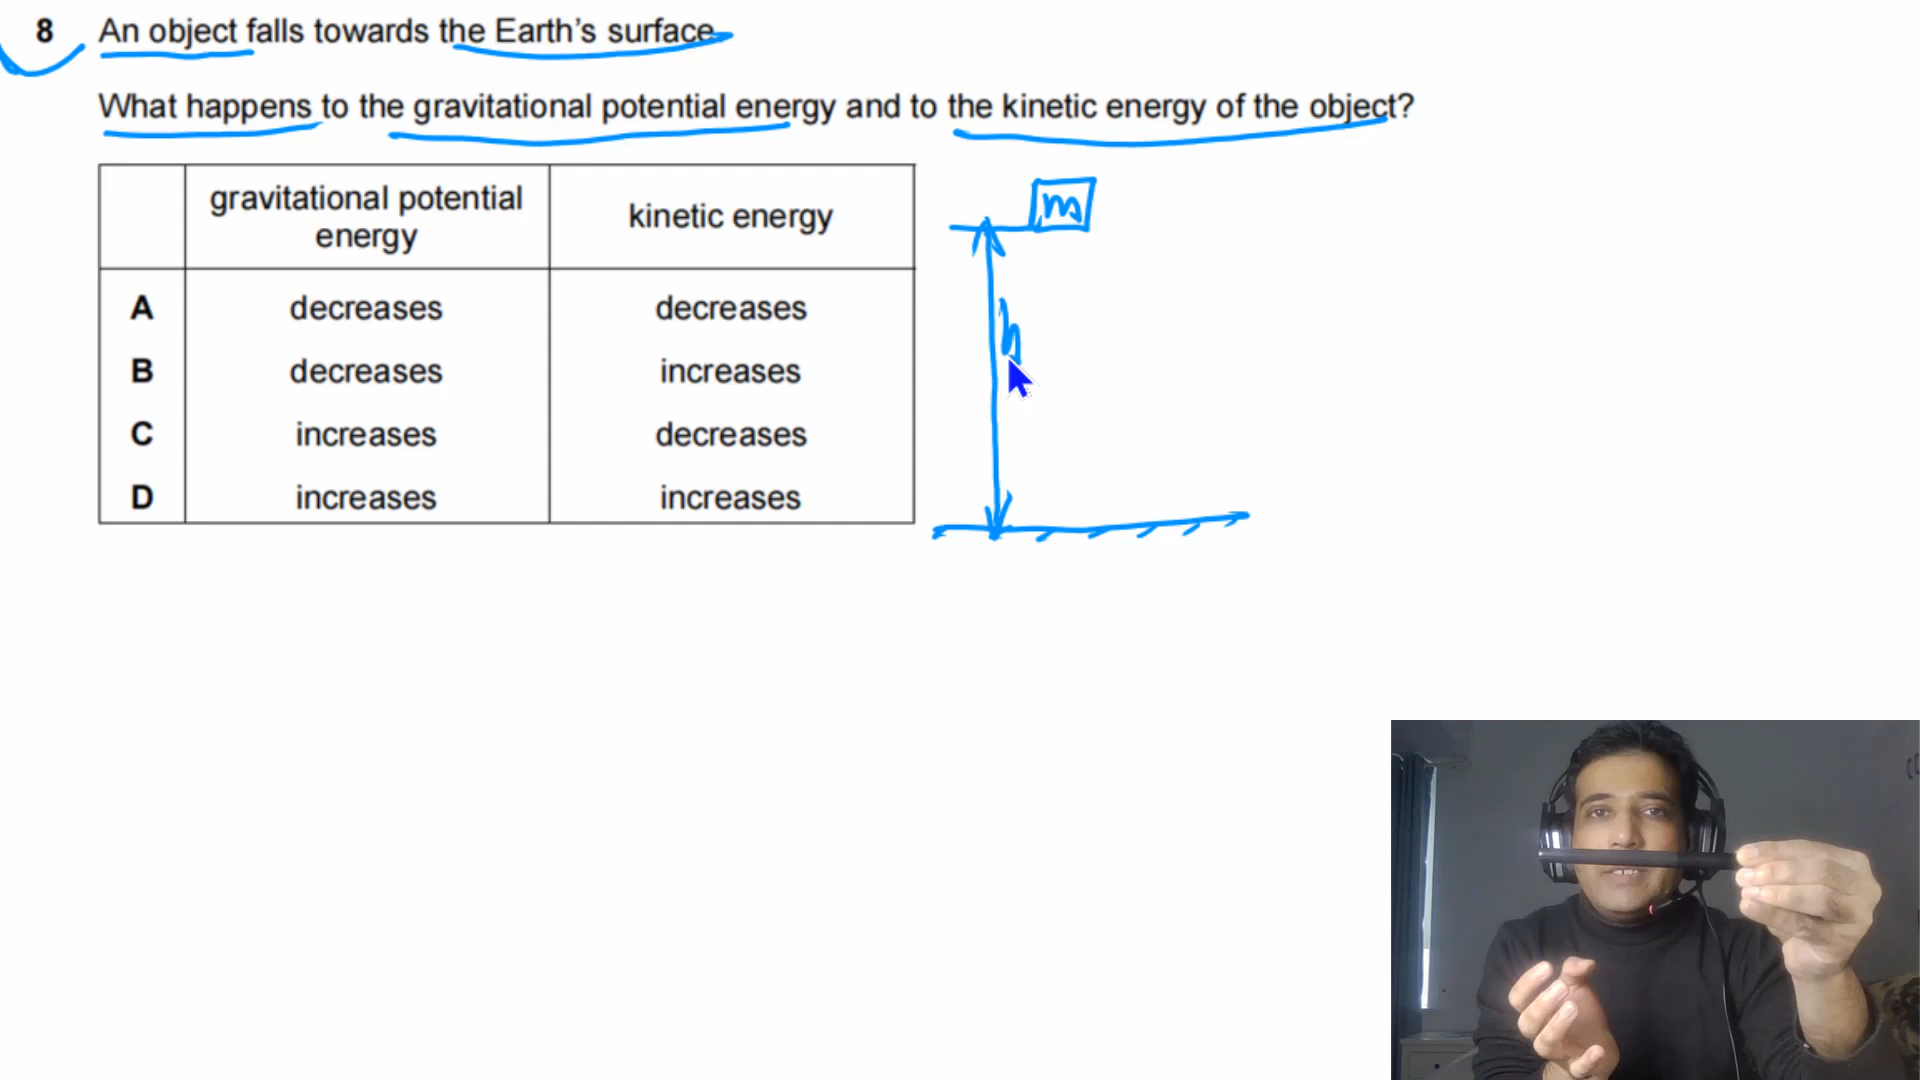 8 An object falls towards the Earth's surface.
What happens to the gravitational potential energy and to the kinetic energy of the object?
gravitational potential energy kinetic energy
A decreases decreases
B decreases increases
C increases decreases
D increases increases
m
h